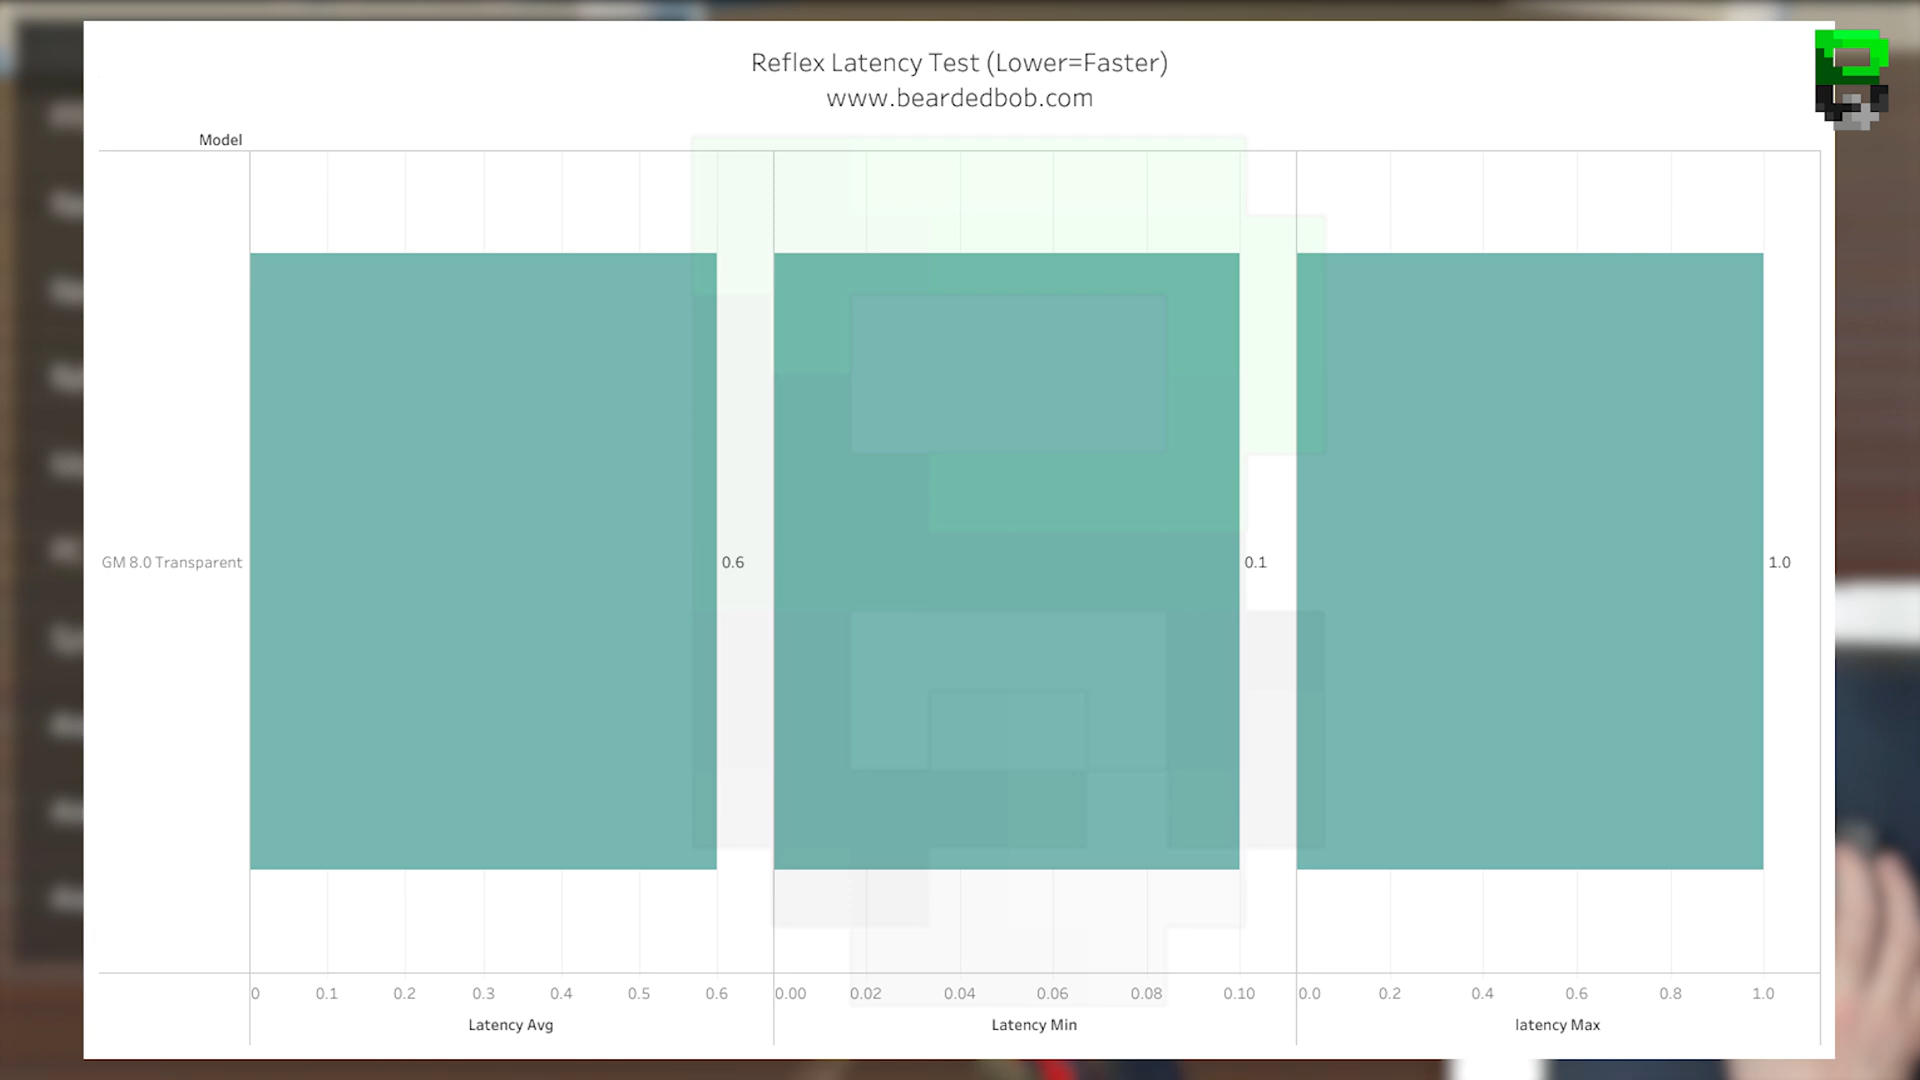 Reflex Latency Test (Lower=Faster)
www.beardedbob.com
Model
GM 8.0 Transparent
0.6
0.1
1.0
0 0.1 0.2 0.3 0.4 0.5 0.6
0.00 0.02 0.04 0.06 0.08 0.10
0.0 0.2 0.4 0.6 0.8 1.0
Latency Avg
Latency Min
latency Max